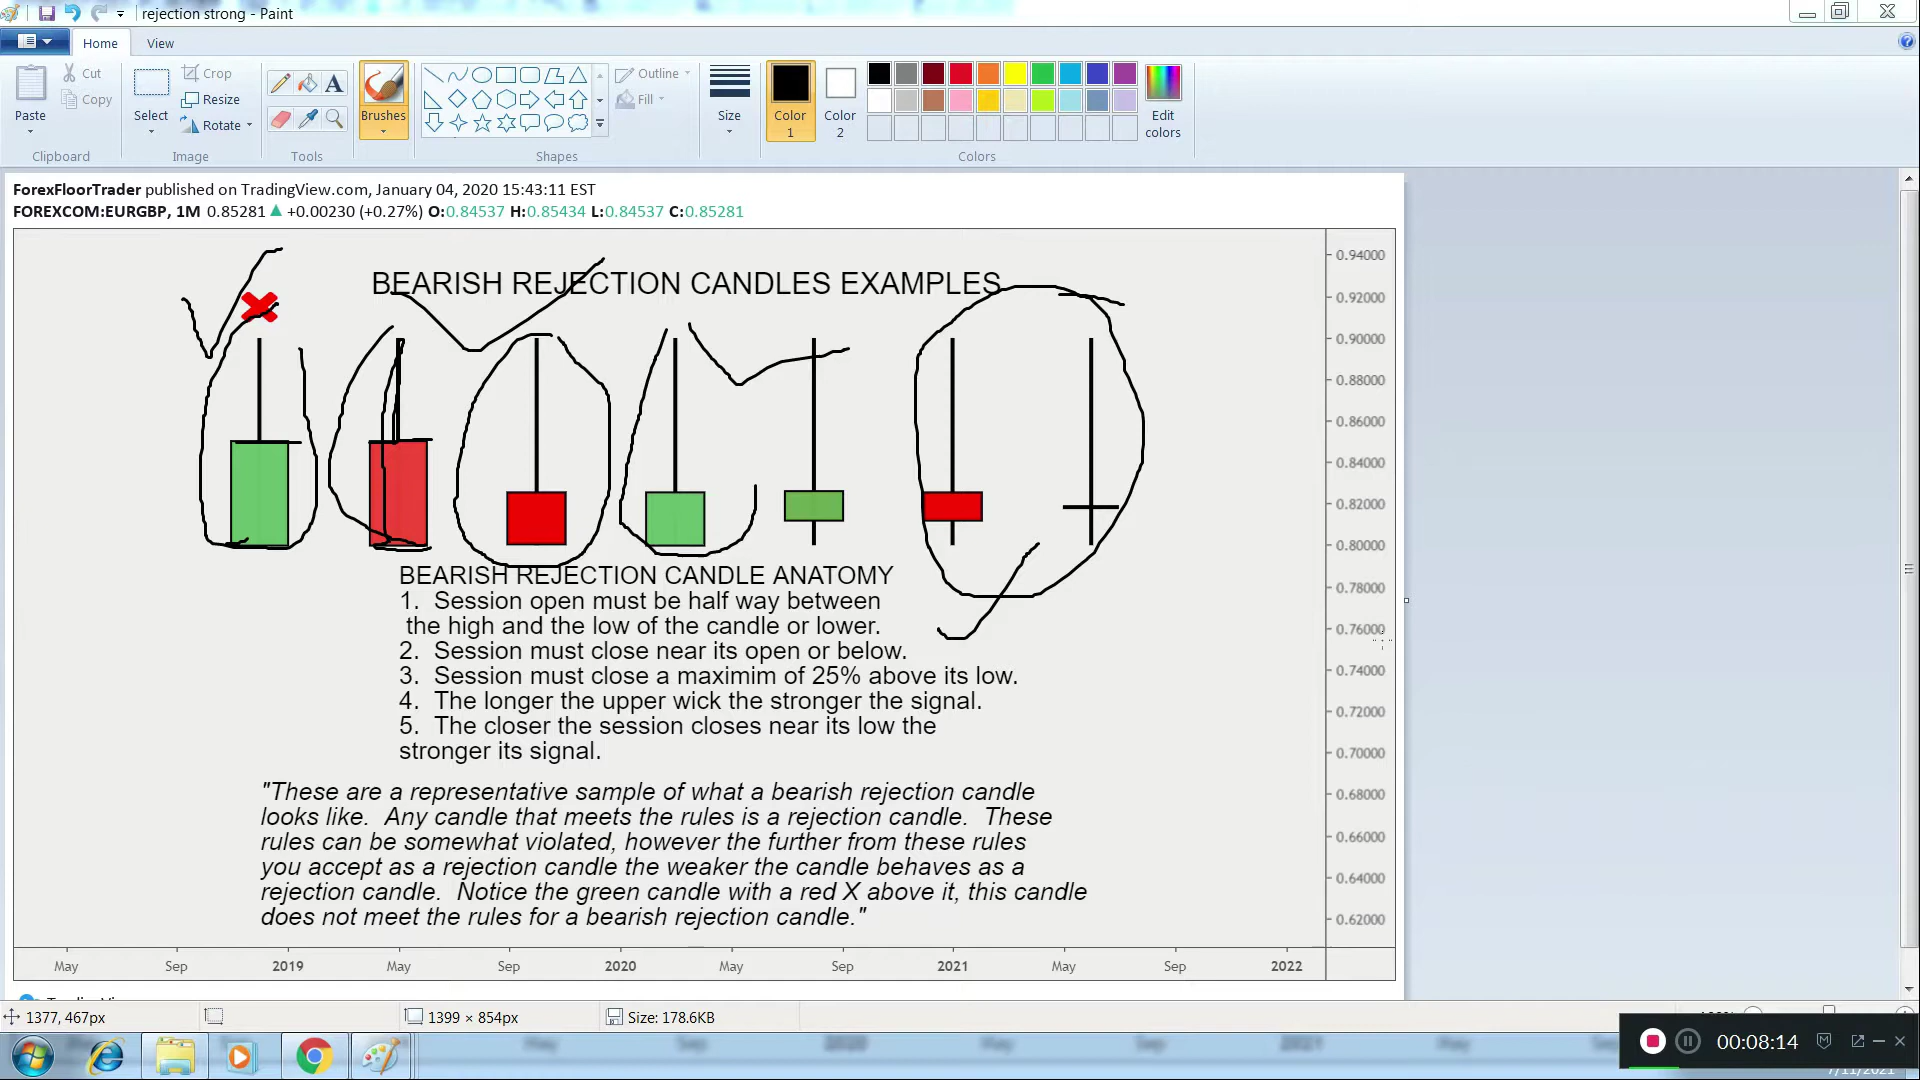 rejection strong - Paint
Home View
Paste Cut Copy Clipboard
Select Crop Resize Rotate Image
Tools
Brushes
Outline Fill Shapes
Size
Color 1 Color 2 Edit colors Colors
ForexFloorTrader published on TradingView.com, January 04, 2020 15:43:11 EST
FOREXCOM:EURGBP, 1M 0.85281 ▲ +0.00230 (+0.27%) O:0.84537 H:0.85434 L:0.84537 C:0.85281
BEARISH REJECTION CANDLES EXAMPLES
0.94000
0.92000
0.90000
0.88000
0.86000
0.84000
0.82000
0.80000
0.78000
0.76000
0.74000
0.72000
0.70000
0.68000
0.66000
0.64000
0.62000
BEARISH REJECTION CANDLE ANATOMY
1. Session open must be half way between
the high and the low of the candle or lower.
2. Session must close near its open or below.
3. Session must close a maximim of 25% above its low.
4. The longer the upper wick the stronger the signal.
5. The closer the session closes near its low the
stronger its signal.
"These are a representative sample of what a bearish rejection candle
looks like. Any candle that meets the rules is a rejection candle. These
rules can be somewhat violated, however the further from these rules
you accept as a rejection candle the weaker the candle behaves as a
rejection candle. Notice the green candle with a red X above it, this candle
does not meet the rules for a bearish rejection candle."
May Sep 2019 May Sep 2020 May Sep 2021 May Sep 2022
1377, 467px 1399 × 854px Size: 178.6KB
00:08:14